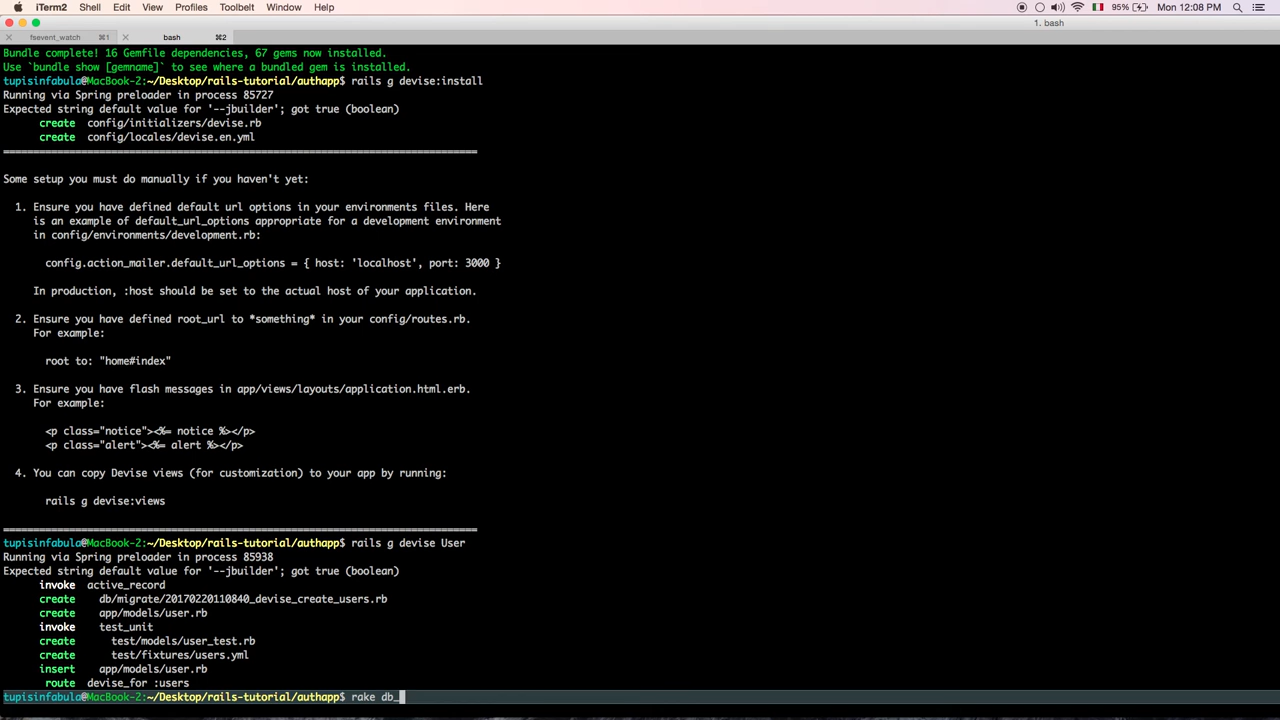 iTerm2 Shell Edit View Profiles Toolbelt Window Help 95% Mon 12:08 PM
1. bash
fsevent_watch ⌘1 bash ⌘2
Bundle complete! 16 Gemfile dependencies, 67 gems now installed.
Use `bundle show [gemname]` to see where a bundled gem is installed.
tupisinfabula@MacBook-2:~/Desktop/rails-tutorial/authapp$ rails g devise:install
Running via Spring preloader in process 85727
Expected string default value for '--jbuilder'; got true (boolean)
create config/initializers/devise.rb
create config/locales/devise.en.yml
===============================================================================
Some setup you must do manually if you haven't yet:
1. Ensure you have defined default url options in your environments files. Here
is an example of default_url_options appropriate for a development environment
in config/environments/development.rb:
config.action_mailer.default_url_options = { host: 'localhost', port: 3000 }
In production, :host should be set to the actual host of your application.
2. Ensure you have defined root_url to *something* in your config/routes.rb.
For example:
root to: "home#index"
3. Ensure you have flash messages in app/views/layouts/application.html.erb.
For example:
<p class="notice"><%= notice %></p>
<p class="alert"><%= alert %></p>
4. You can copy Devise views (for customization) to your app by running:
rails g devise:views
===============================================================================
tupisinfabula@MacBook-2:~/Desktop/rails-tutorial/authapp$ rails g devise User
Running via Spring preloader in process 85938
Expected string default value for '--jbuilder'; got true (boolean)
invoke active_record
create db/migrate/20170220110840_devise_create_users.rb
create app/models/user.rb
invoke test_unit
create test/models/user_test.rb
create test/fixtures/users.yml
insert app/models/user.rb
route devise_for :users
tupisinfabula@MacBook-2:~/Desktop/rails-tutorial/authapp$ rake db_